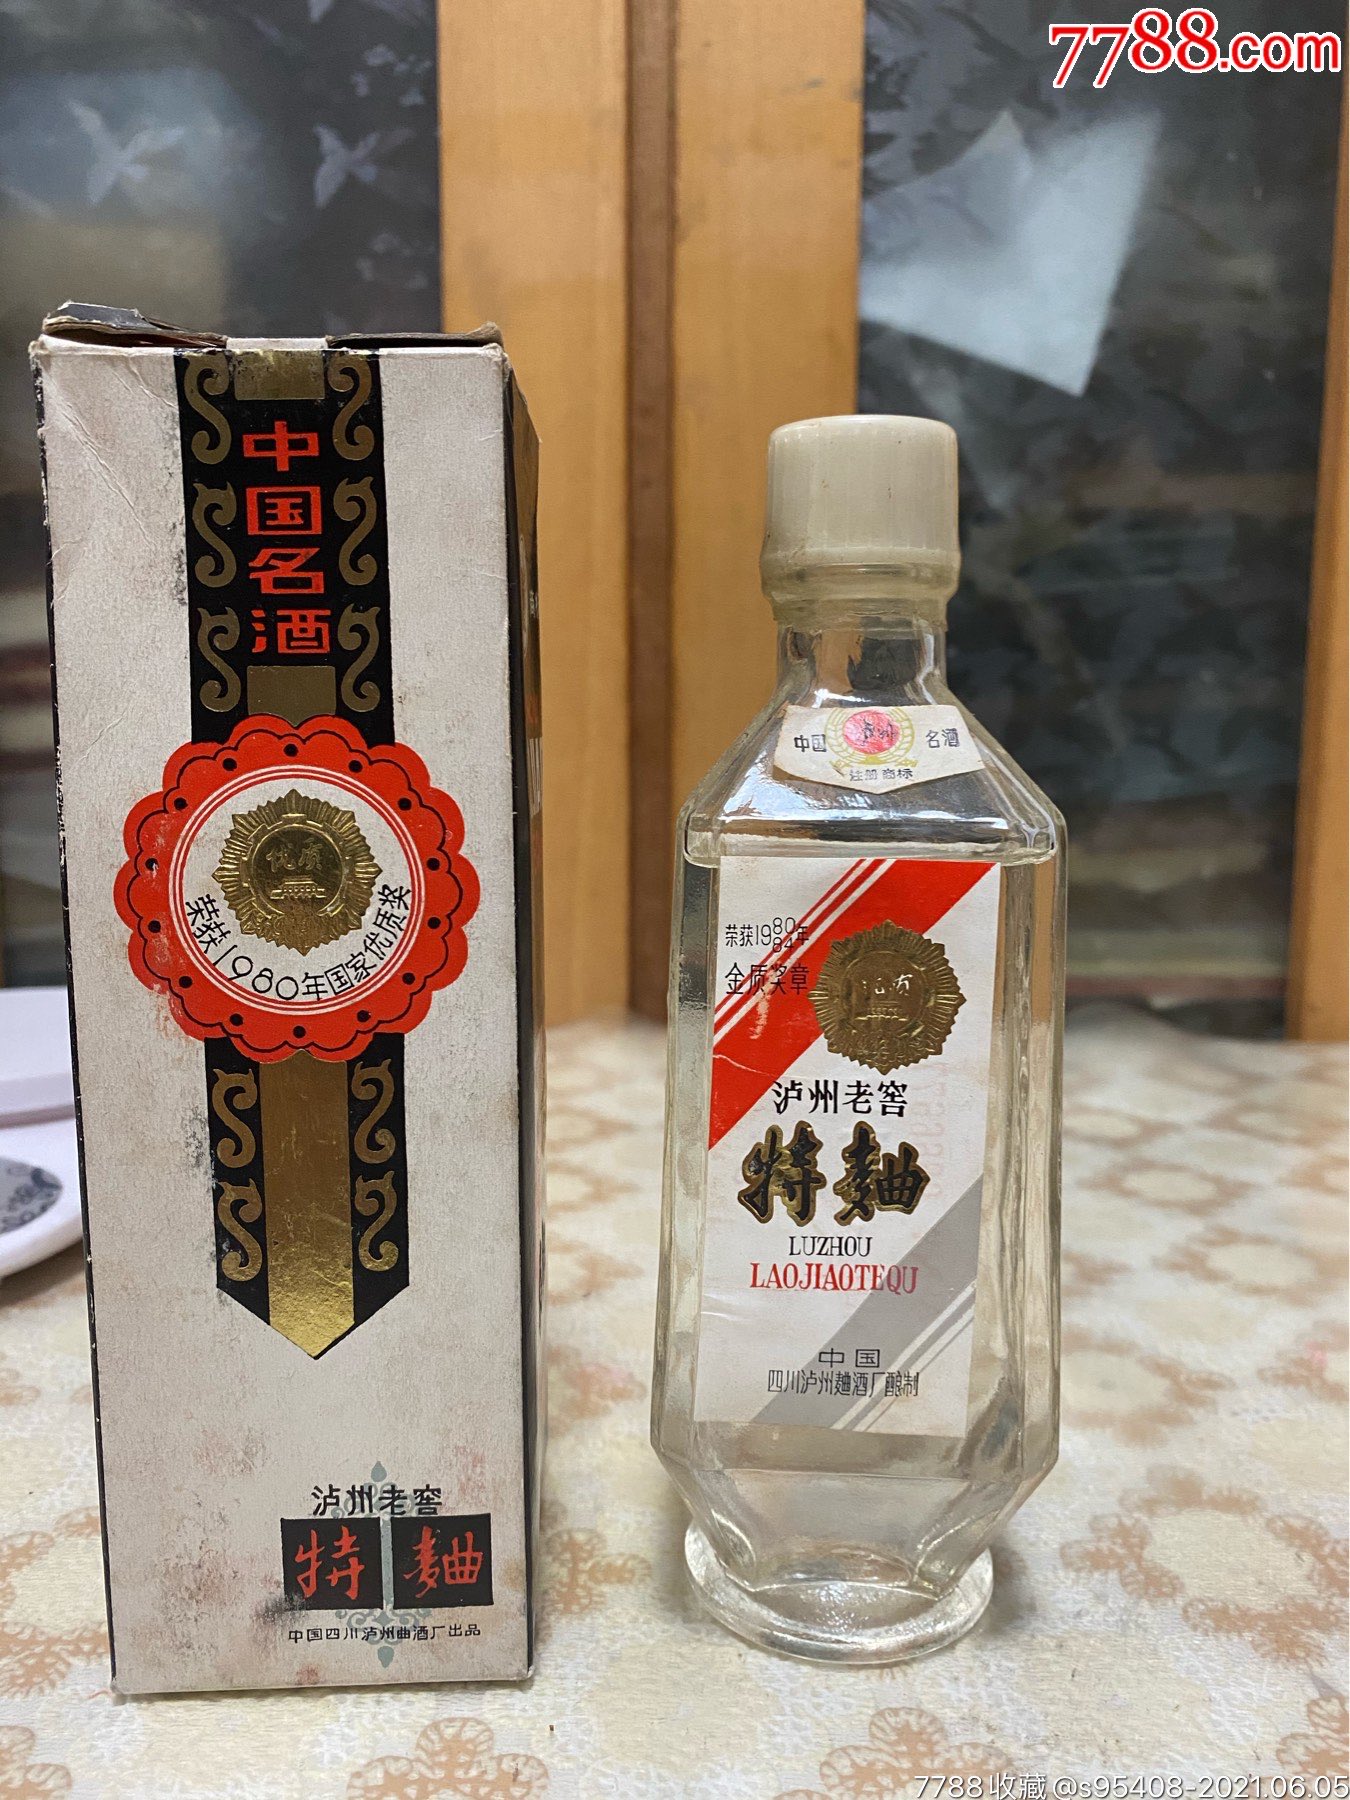 7788.com
中国名酒
优质
荣获1980年国家优质奖
泸州老窖
特麯
中国四川泸州曲酒厂出品
中国 泸州 名酒
注册商标
荣获1980 84年
金质奖章
泸州老窖
特麯
LUZHOU
LAOJIAOTEQU
中国
四川泸州麯酒厂酿制
7788收藏@s95408-2021.06.05